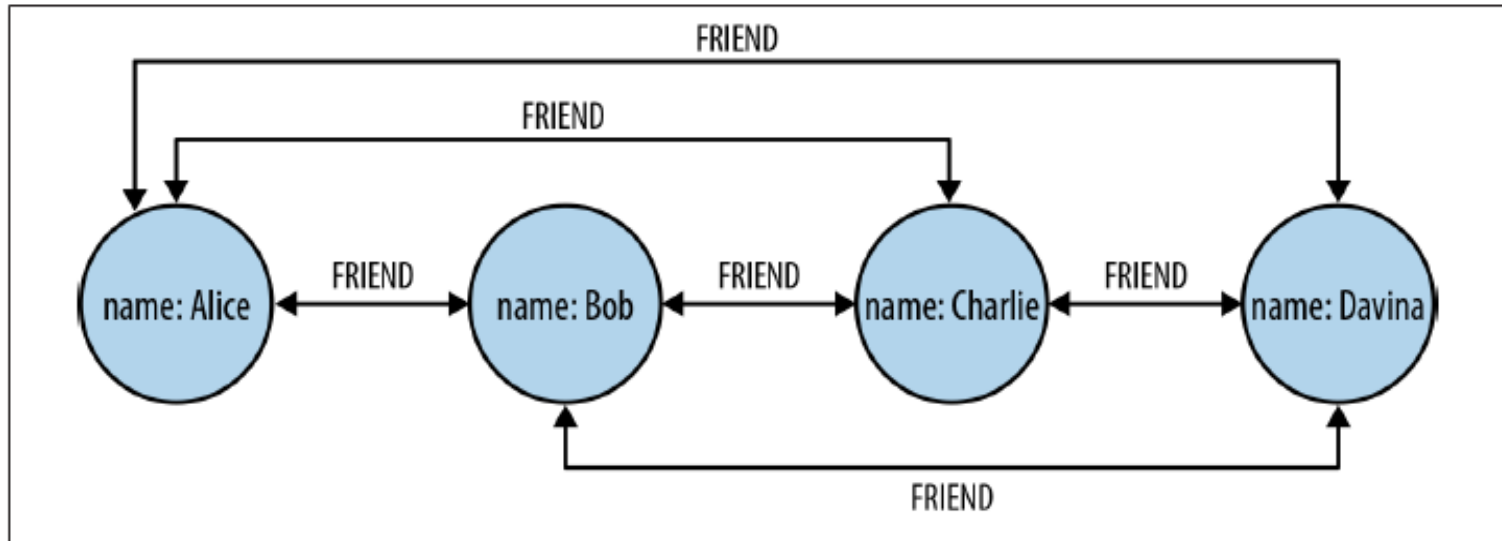 FRIEND
FRIEND
FRIEND
FRIEND
FRIEND
name: Alice
name: Bob
name: Charlie
name: Davina
FRIEND